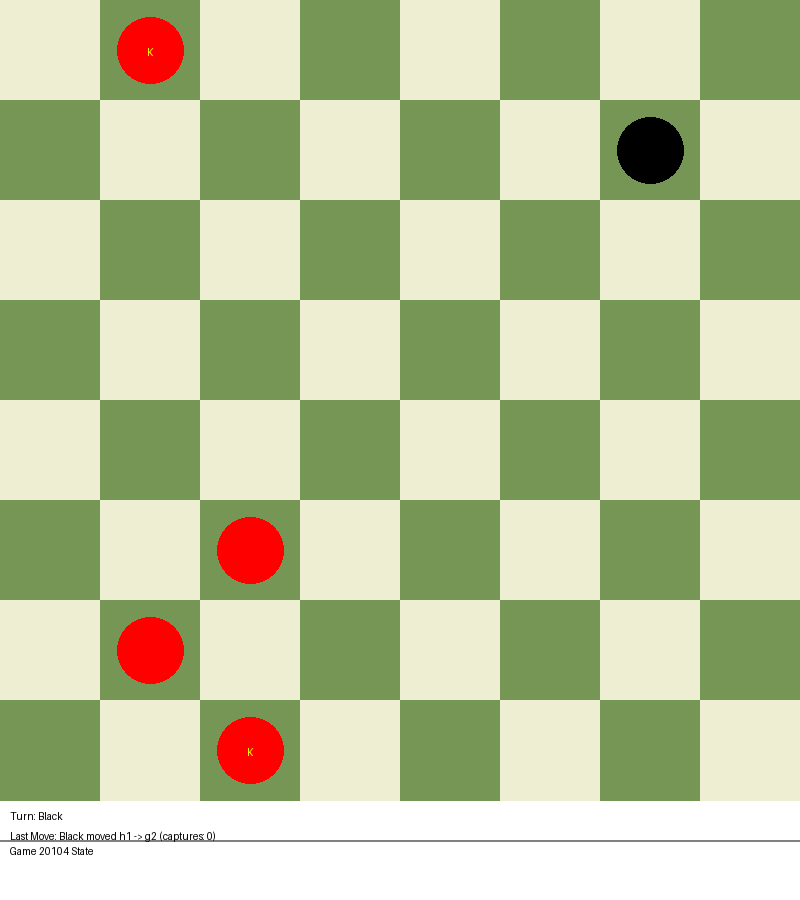 K
K
Turn: Black
Last Move: Black moved h1 -> g2 (captures: 0)
Game 20104 State